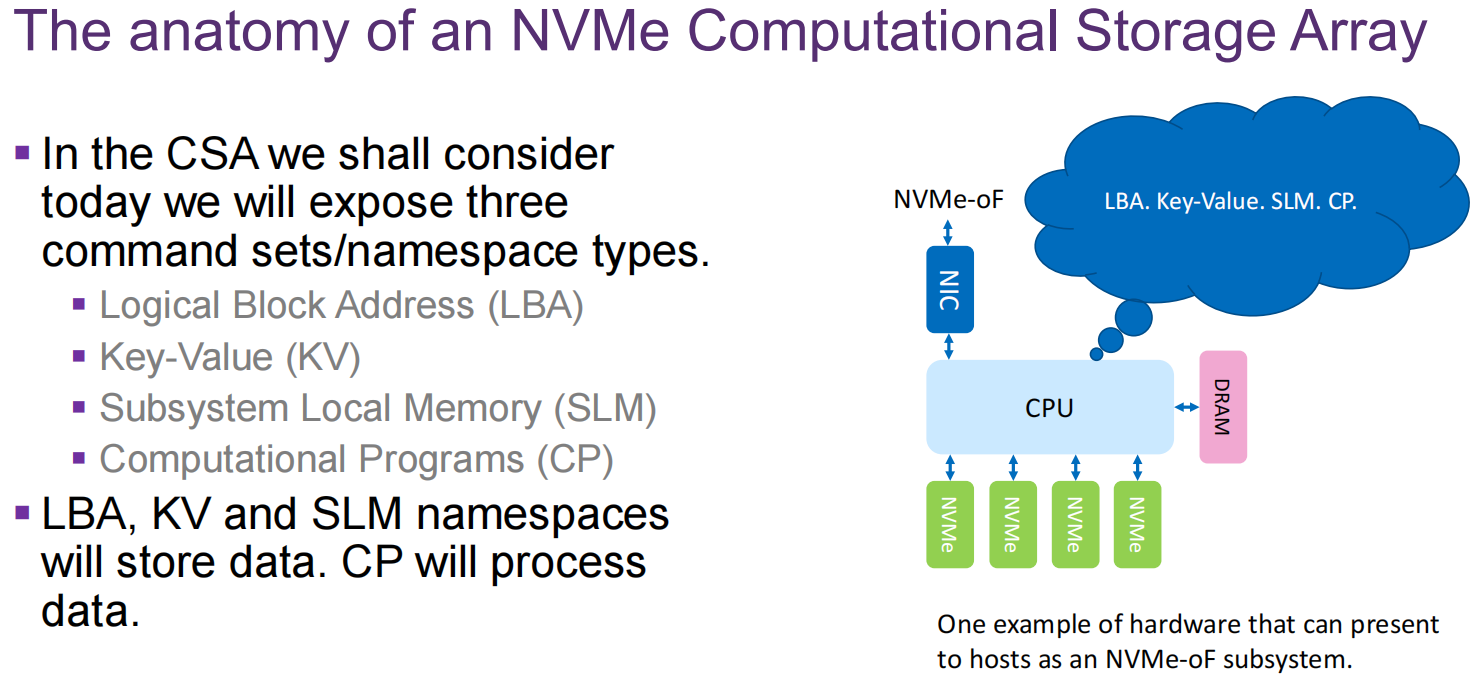 The anatomy of an NVMe Computational Storage Array
▪ In the CSA we shall consider
today we will expose three
command sets/namespace types.
▪ Logical Block Address (LBA)
▪ Key-Value (KV)
▪ Subsystem Local Memory (SLM)
▪ Computational Programs (CP)
▪ LBA, KV and SLM namespaces
will store data. CP will process
data.
NVMe-oF
LBA. Key-Value. SLM. CP.
NIC
CPU
DRAM
NVMe
NVMe
NVMe
NVMe
One example of hardware that can present
to hosts as an NVMe-oF subsystem.